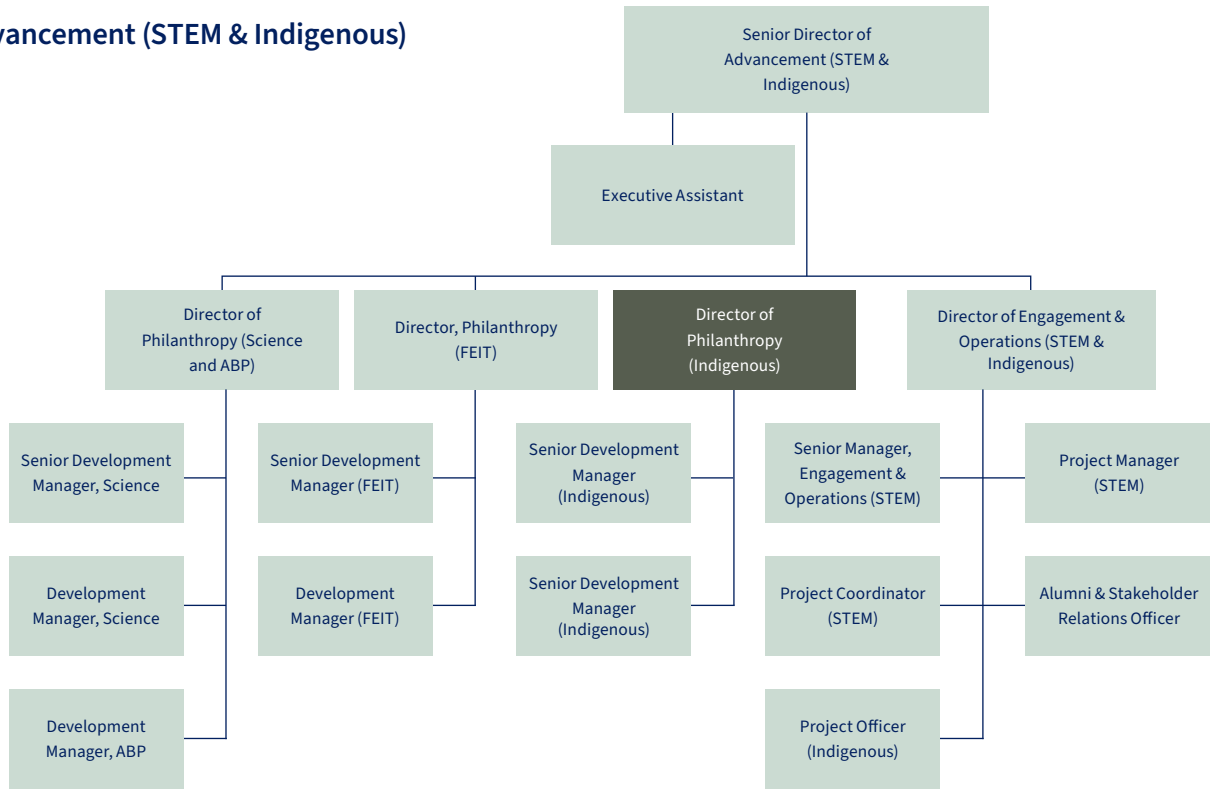 vancement (STEM & Indigenous)
Senior Director of
Advancement (STEM &
Indigenous)
Executive Assistant
Director of
Philanthropy (Science
and ABP)
Director, Philanthropy
(FEIT)
Director of
Philanthropy
(Indigenous)
Director of Engagement &
Operations (STEM &
Indigenous)
Senior Development
Manager, Science
Senior Development
Manager (FEIT)
Senior Development
Manager
(Indigenous)
Senior Manager,
Engagement &
Operations (STEM)
Project Manager
(STEM)
Development
Manager, Science
Development
Manager (FEIT)
Senior Development
Manager
(Indigenous)
Project Coordinator
(STEM)
Alumni & Stakeholder
Relations Officer
Development
Manager, ABP
Project Officer
(Indigenous)